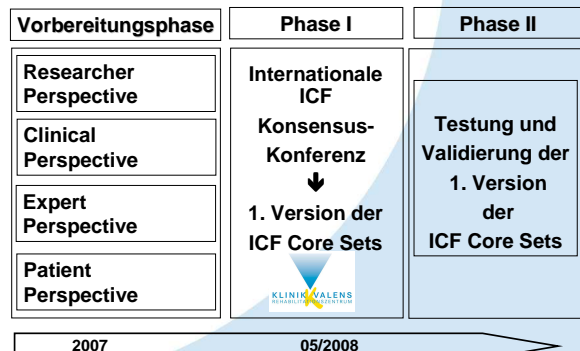 Vorbereitungsphase
Phase I
Phase II
Researcher
Perspective
Clinical
Perspective
Expert
Perspective
Patient
Perspective
Internationale
ICF
Konsensus-
Konferenz
1. Version der
ICF Core Sets
KLINIK VALENS
REHABILITATIONSZENTRUM
Testung und
Validierung der
1. Version
der
ICF Core Sets
2007
05/2008